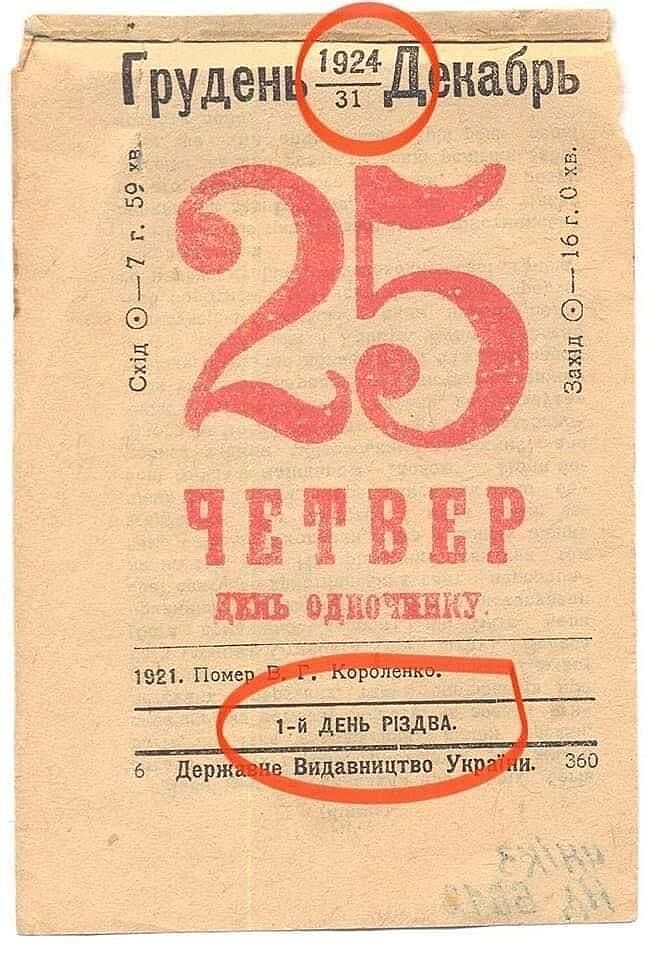 Грудень 1924 Декабрь
31
Схід ☉—7 г. 59 хв.
Захід ☉—16 г. 0 хв.
25
ЧЕТВЕР
ДЕНЬ ОДПОЧИНКУ.
1921. Помер В. Г. Короленко.
1-й ДЕНЬ РІЗДВА.
6 Державне Видавництво України. 360